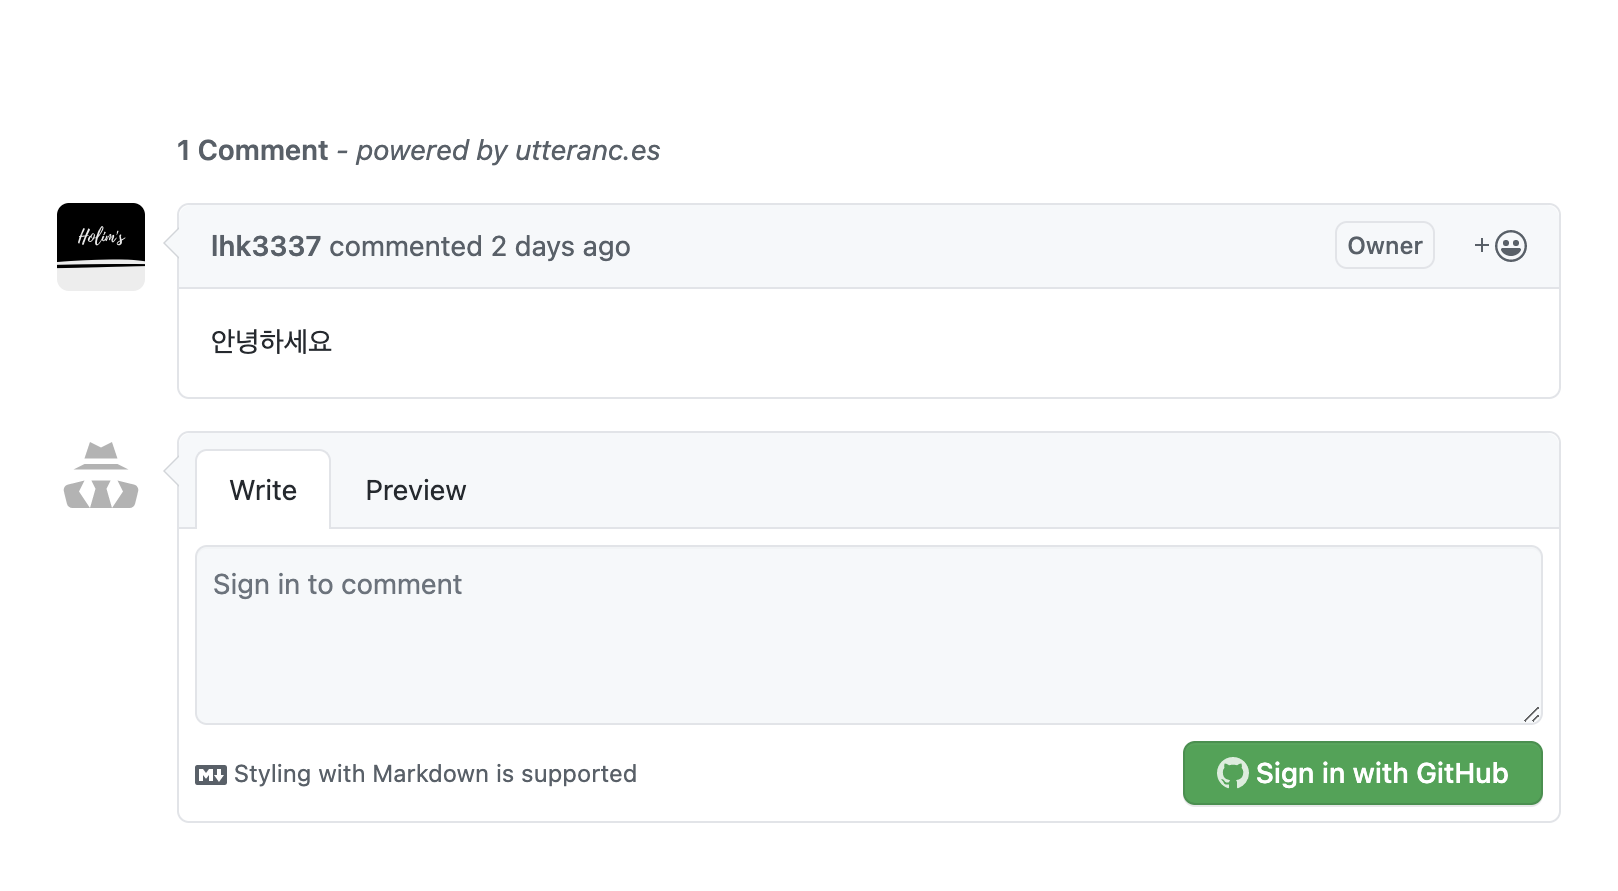 1 Comment - powered by utteranc.es
Holim's
lhk3337 commented 2 days ago
Owner
+
안녕하세요
Write
Preview
Sign in to comment
M Styling with Markdown is supported
Sign in with GitHub